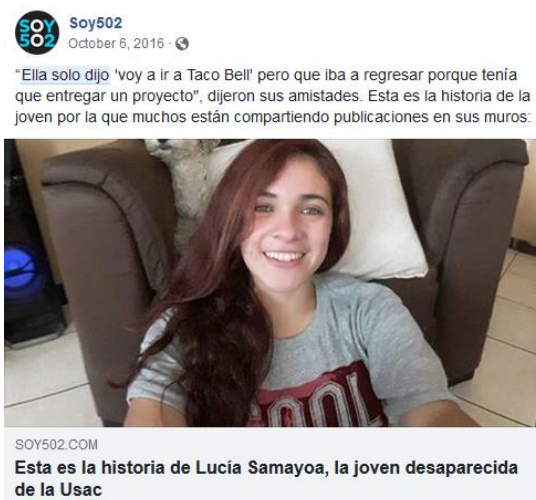 SOY
502
Soy502
October 6, 2016 ·
"Ella solo dijo 'voy a ir a Taco Bell' pero que iba a regresar porque tenía
que entregar un proyecto", dijeron sus amistades. Esta es la historia de la
joven por la que muchos están compartiendo publicaciones en sus muros:
OOL
SOY502.COM
Esta es la historia de Lucía Samayoa, la joven desaparecida
de la Usac